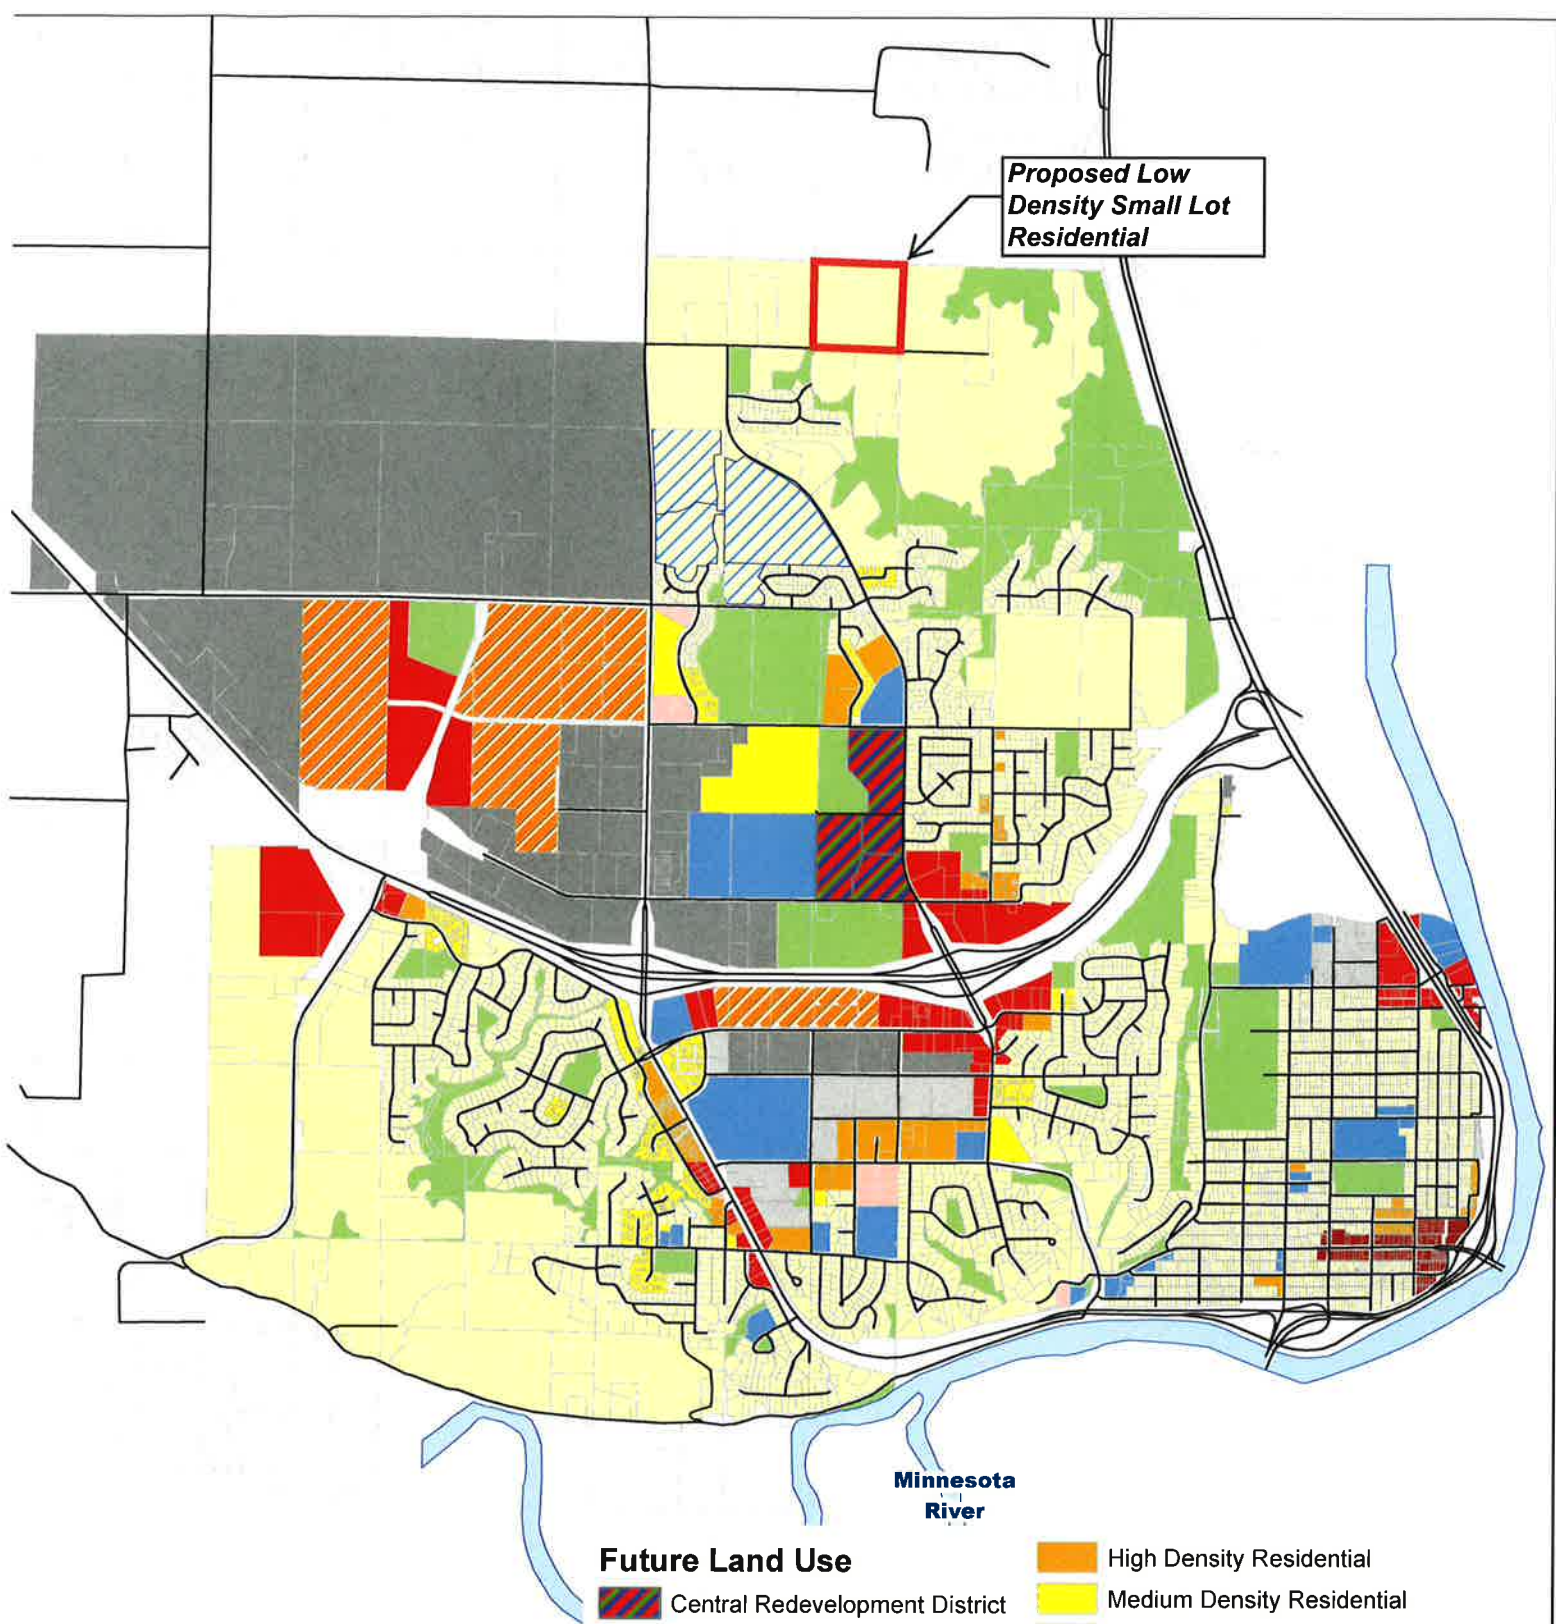 Proposed Low
Density Small Lot
Residential
Minnesota
River
Future Land Use
Central Redevelopment District
High Density Residential
Medium Density Residential